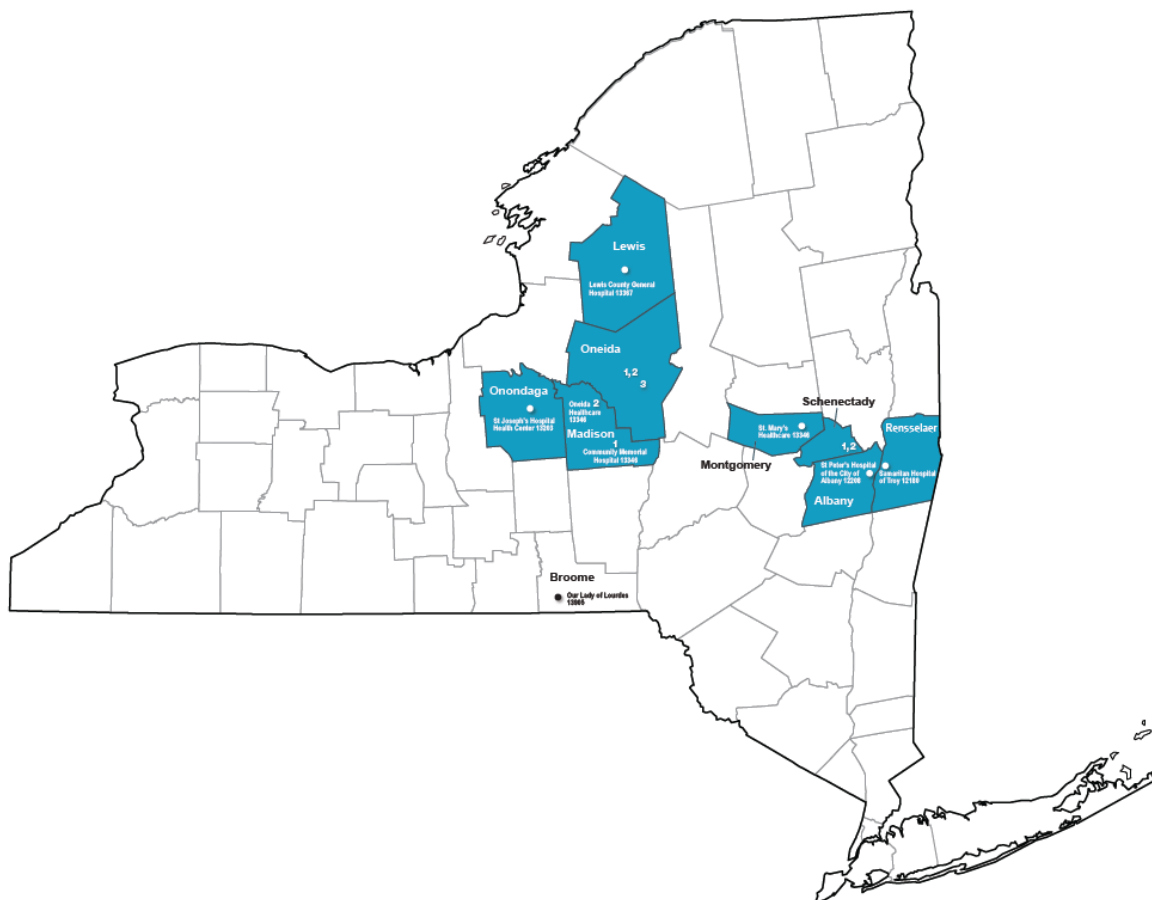 Lewis
Lewis County General
Hospital 13367
Oneida
1,2
3
Onondaga
St Joseph's Hospital
Health Center 13203
Oneida 2
Healthcare
13346
Madison
1
Community Memorial
Hospital 13346
Schenectady
1,2
St. Mary's
Healthcare 13346
Montgomery
Rensselaer
St Peter's Hospital
of the City of
Albany 12208
Albany
Samaritan Hospital
of Troy 12180
Broome
Our Lady of Lourdes
13905